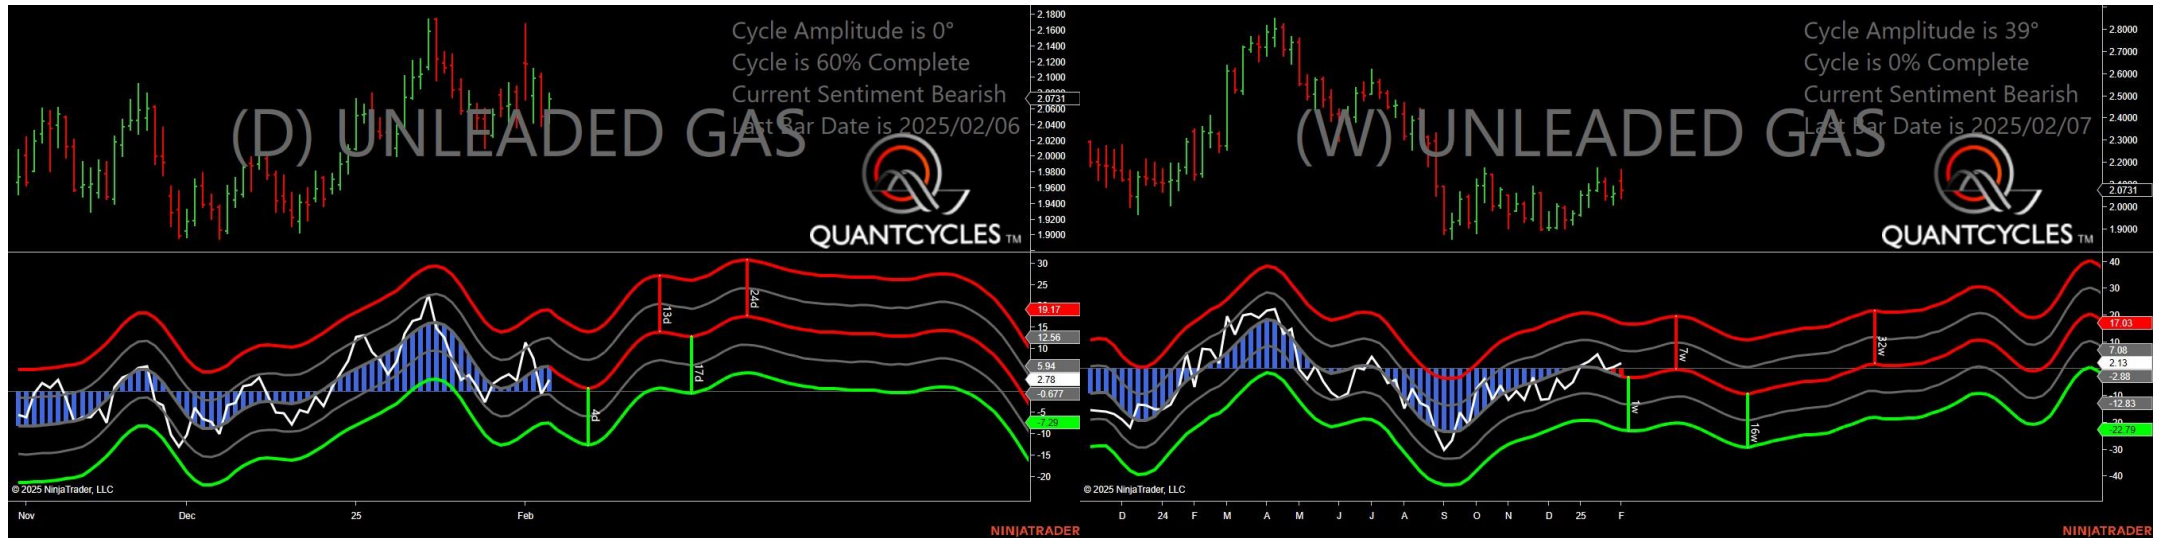 Cycle Amplitude is 0°
Cycle is 60% Complete
Current Sentiment Bearish
Last Bar Date is 2025/02/06
(D) UNLEADED GAS
QUANTCYCLES TM
2.1800
2.1600
2.1400
2.1200
2.1000
2.0731
2.0600
2.0400
2.0200
2.0000
1.9800
1.9600
1.9400
1.9200
1.9000
30
25
19.17
15
12.56
10
5.94
2.78
-0.677
-5
-7.29
-10
-15
-20
13d
24d
17d
4d
© 2025 NinjaTrader, LLC
Nov Dec 25 Feb
NINJATRADER
Cycle Amplitude is 39°
Cycle is 0% Complete
Current Sentiment Bearish
Last Bar Date is 2025/02/07
(W) UNLEADED GAS
QUANTCYCLES TM
2.8000
2.7000
2.6000
2.5000
2.4000
2.3000
2.2000
2.0731
2.0000
1.9000
40
30
17.03
7.08
2.13
-2.88
-12.83
-22.79
-30
-40
7w
32w
1w
16w
© 2025 NinjaTrader, LLC
D 24 F M A M J J A S O N D 25 F
NINJATRADER